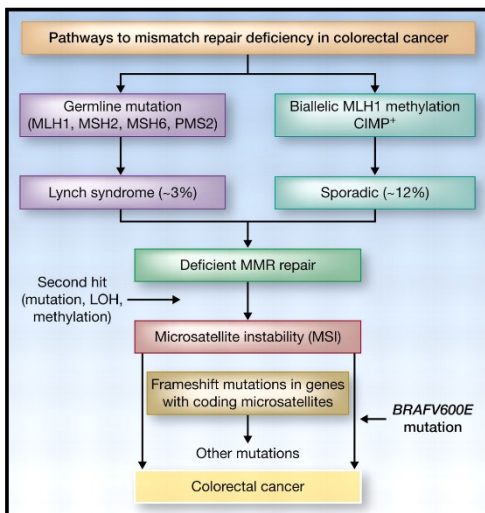 Pathways to mismatch repair deficiency in colorectal cancer
Germline mutation
(MLH1, MSH2, MSH6, PMS2)
Biallelic MLH1 methylation
CIMP⁺
Lynch syndrome (~3%)
Sporadic (~12%)
Deficient MMR repair
Second hit
(mutation, LOH,
methylation)
Microsatellite instability (MSI)
Frameshift mutations in genes
with coding microsatellites
BRAFV600E
mutation
Other mutations
Colorectal cancer